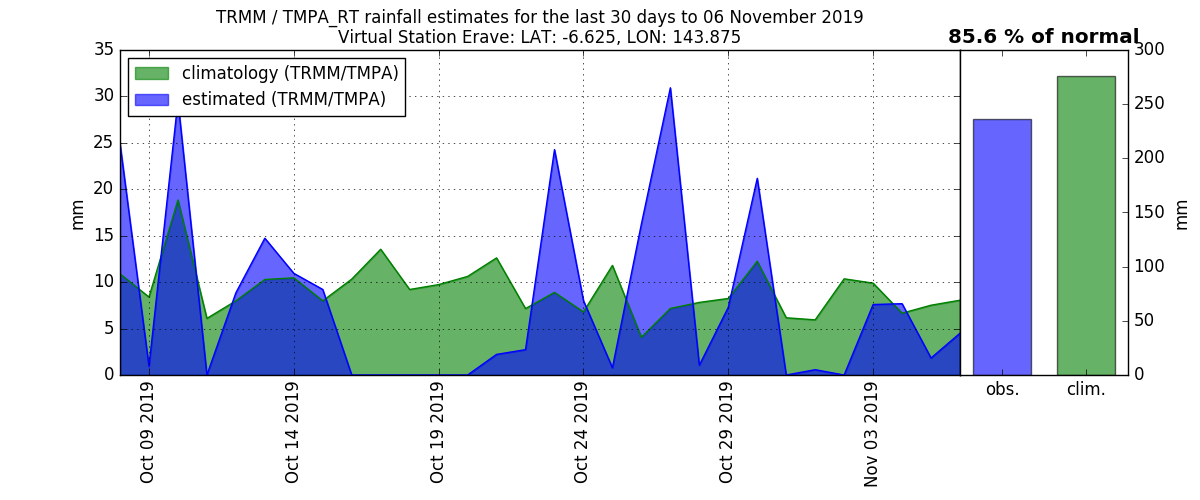 TRMM / TMPA_RT rainfall estimates for the last 30 days to 06 November 2019
Virtual Station Erave: LAT: -6.625, LON: 143.875
85.6 % of normal
climatology (TRMM/TMPA)
estimated (TRMM/TMPA)
35
30
25
20
15
10
5
0
mm
Oct 09 2019
Oct 14 2019
Oct 19 2019
Oct 24 2019
Oct 29 2019
Nov 03 2019
obs.
clim.
300
250
200
150
100
50
0
mm